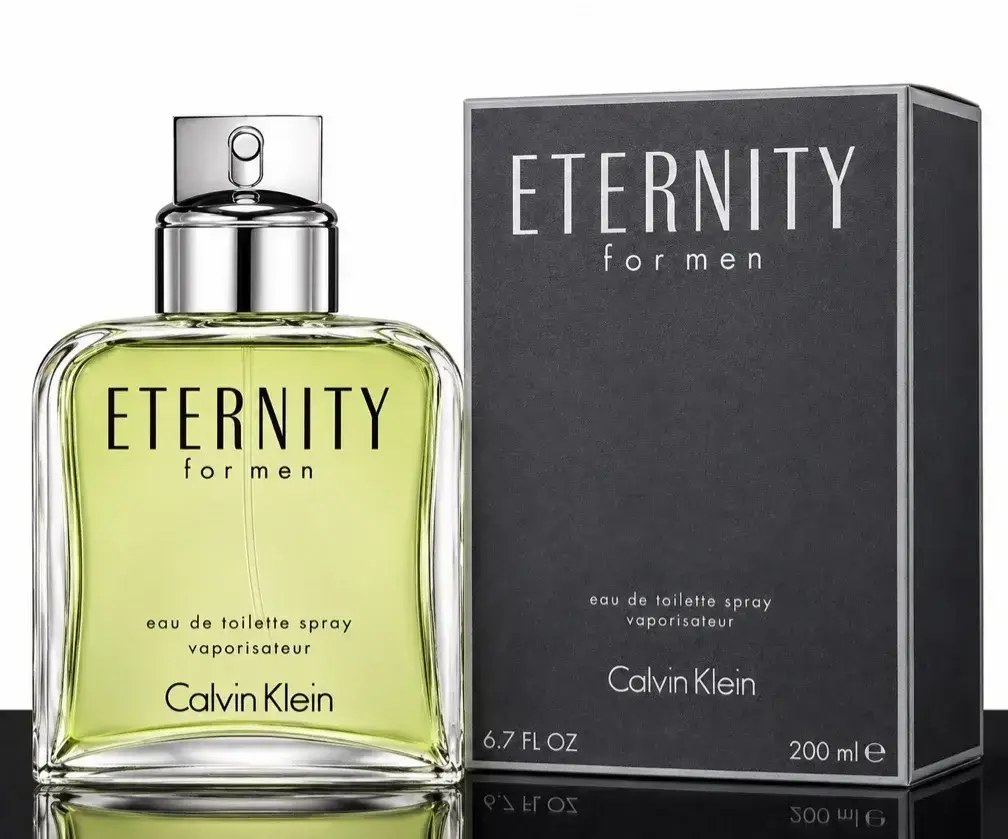 ETERNITY
for men
eau de toilette spray
vaporisateur
Calvin Klein
ETERNITY
for men
eau de toilette spray
vaporisateur
Calvin Klein
6.7 FL OZ
200 ml ℮